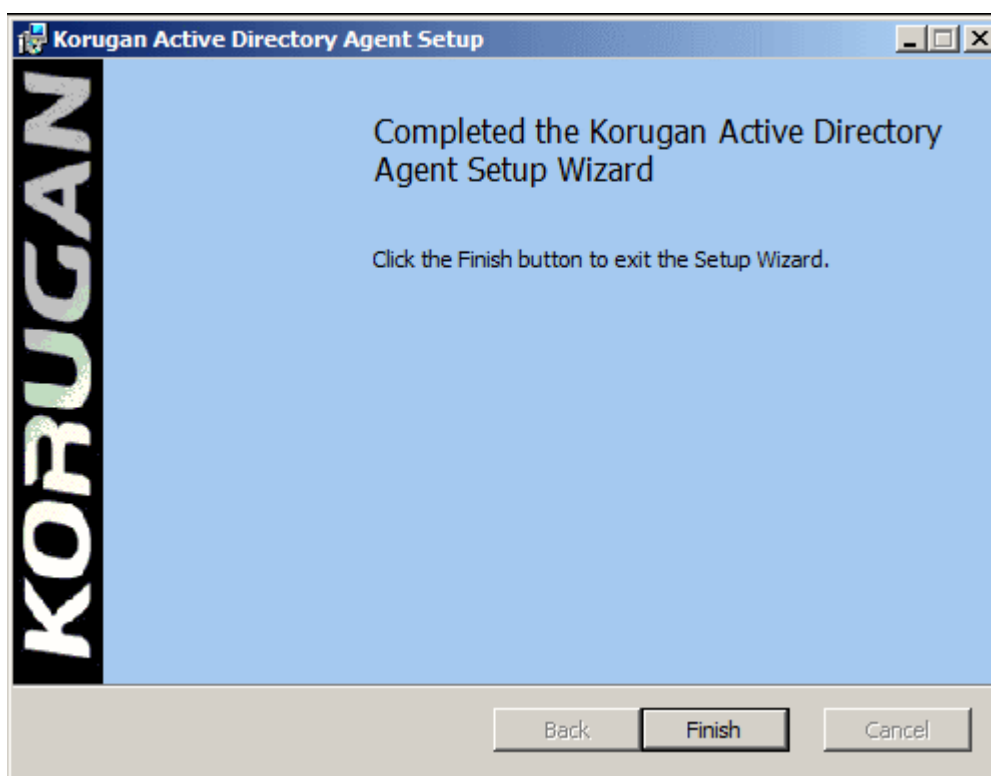 Korugan Active Directory Agent Setup
KORUGAN
Completed the Korugan Active Directory
Agent Setup Wizard
Click the Finish button to exit the Setup Wizard.
Back
Finish
Cancel